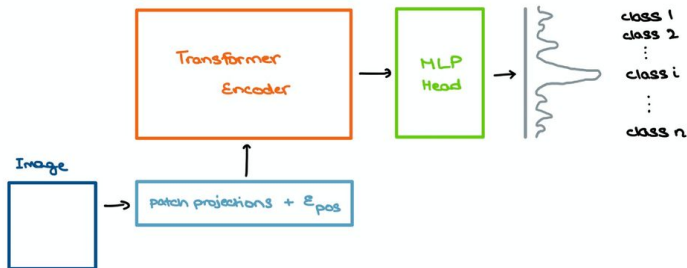 Transformer
Encoder
MLP
Head
class 1
class 2
⋮
class i
⋮
class n
Image
patch projections + Epos